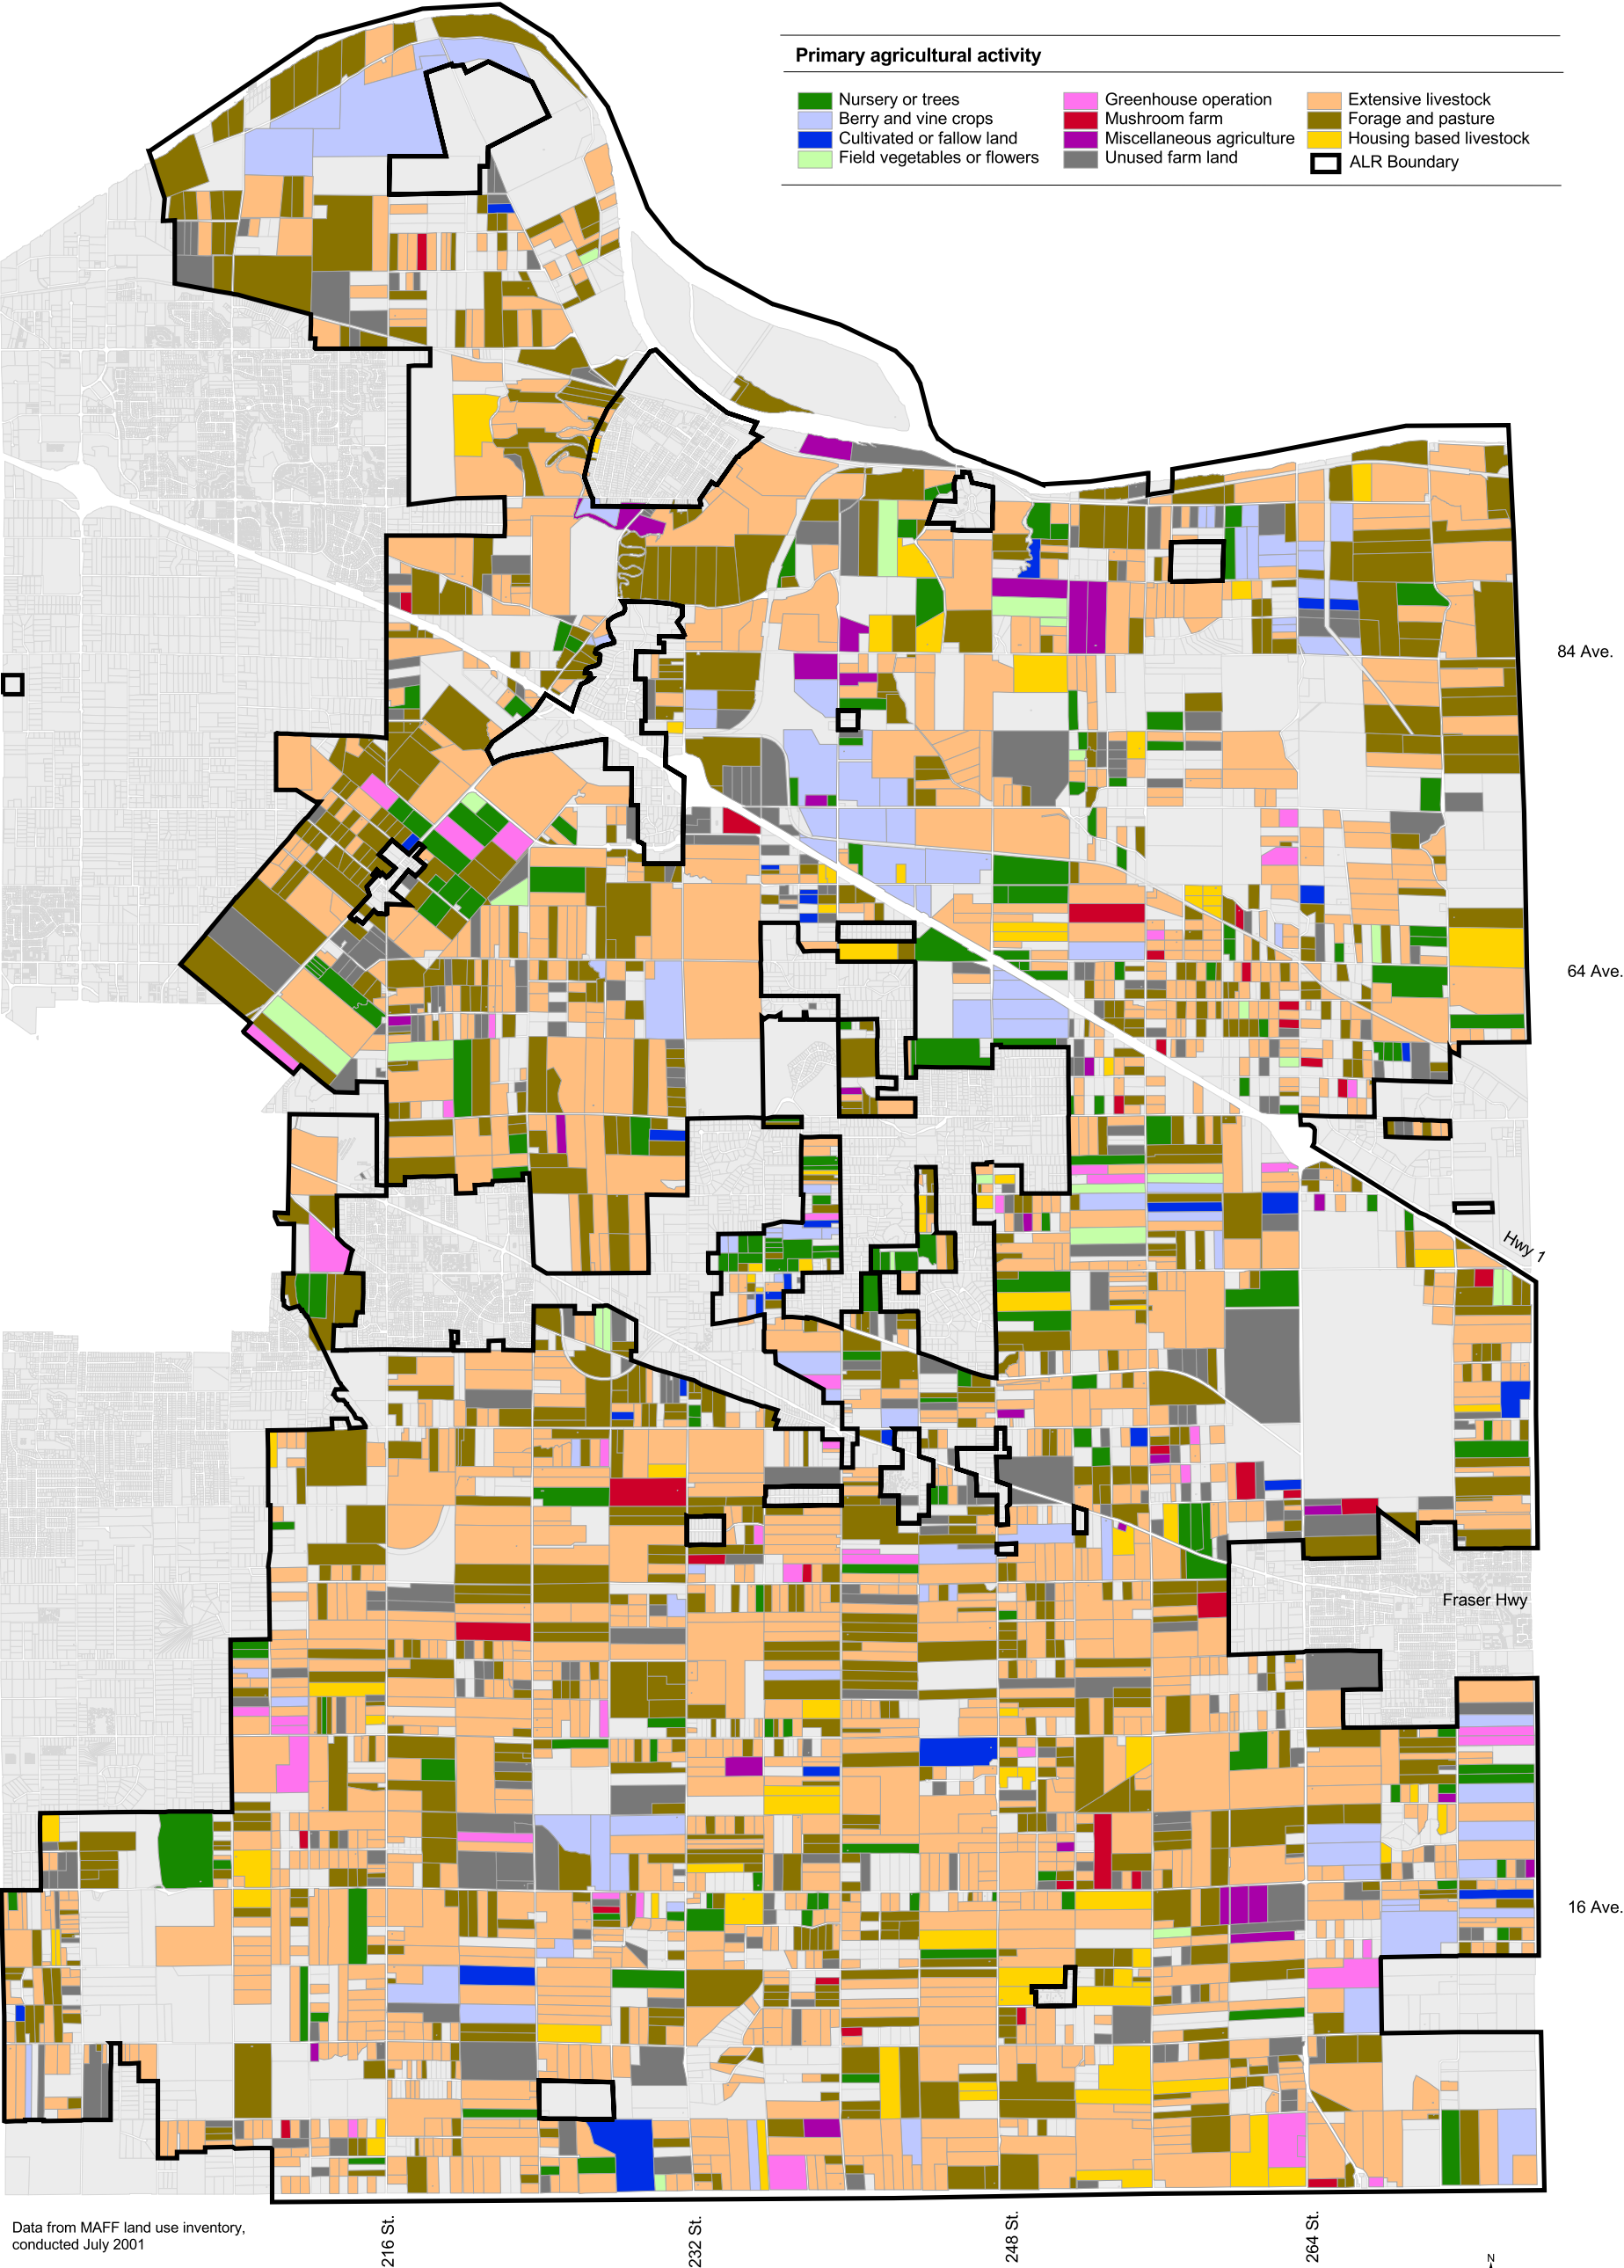 Primary agricultural activity
Nursery or trees
Berry and vine crops
Cultivated or fallow land
Field vegetables or flowers
Greenhouse operation
Mushroom farm
Miscellaneous agriculture
Unused farm land
Extensive livestock
Forage and pasture
Housing based livestock
ALR Boundary
84 Ave.
64 Ave.
Hwy 1
Fraser Hwy
16 Ave.
Data from MAFF land use inventory,
conducted July 2001
216 St.
232 St.
248 St.
264 St.
N